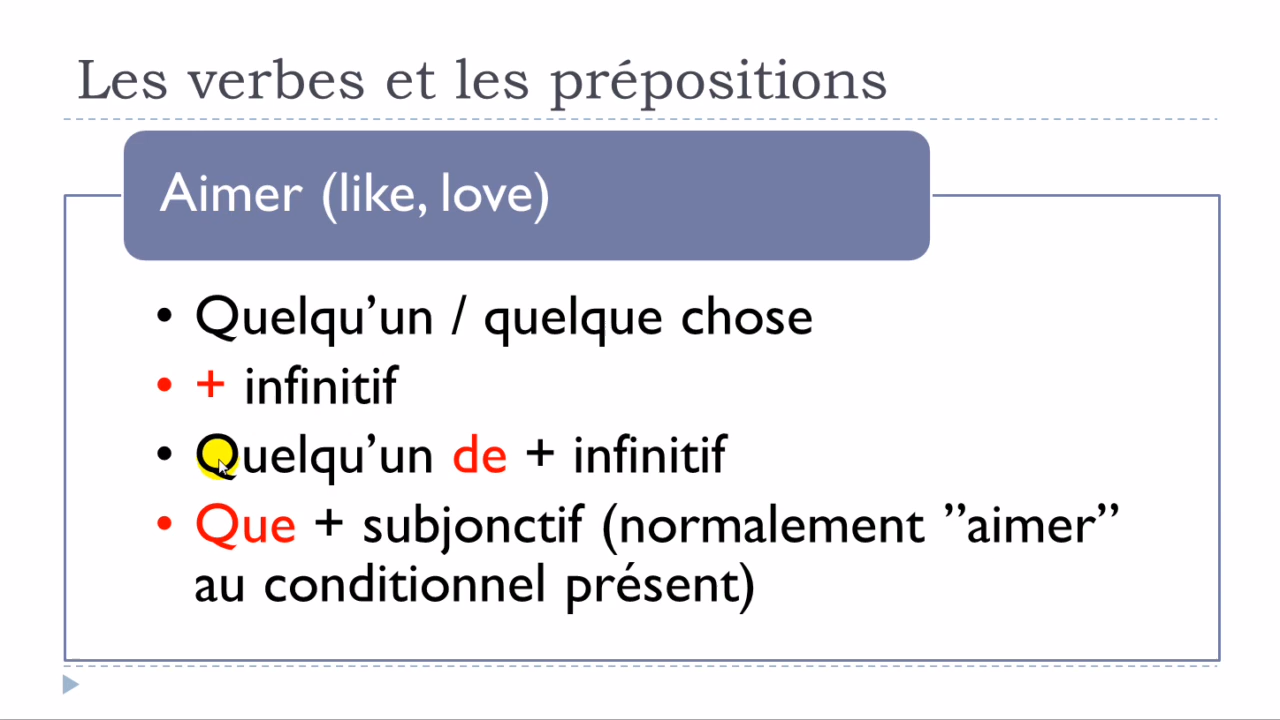 Les verbes et les prépositions
Aimer (like, love)
• Quelqu’un / quelque chose
• + infinitif
• Quelqu’un de + infinitif
• Que + subjonctif (normalement ”aimer”
au conditionnel présent)